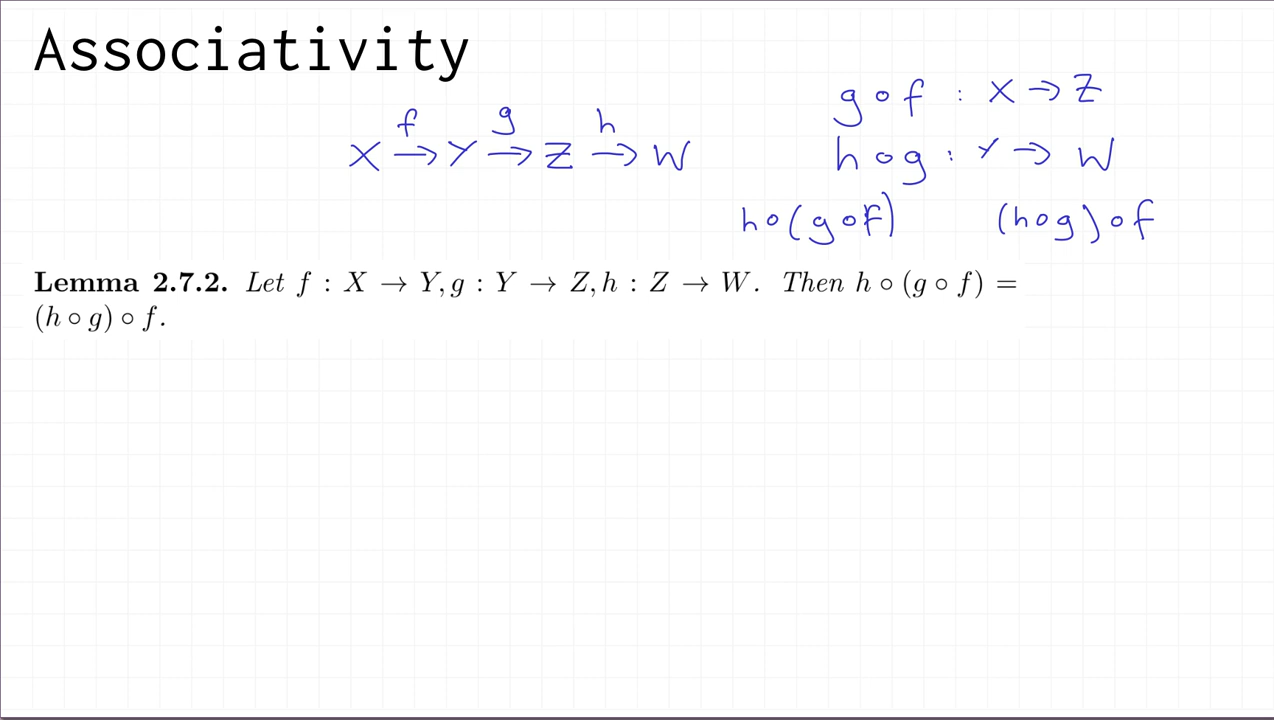 Associativity
g ∘ f : X → Z
f g h
X → Y → Z → W
h ∘ g : Y → W
h ∘ (g ∘ f) (h ∘ g) ∘ f
Lemma 2.7.2. Let f : X → Y, g : Y → Z, h : Z → W. Then h ∘ (g ∘ f) =
(h ∘ g) ∘ f.